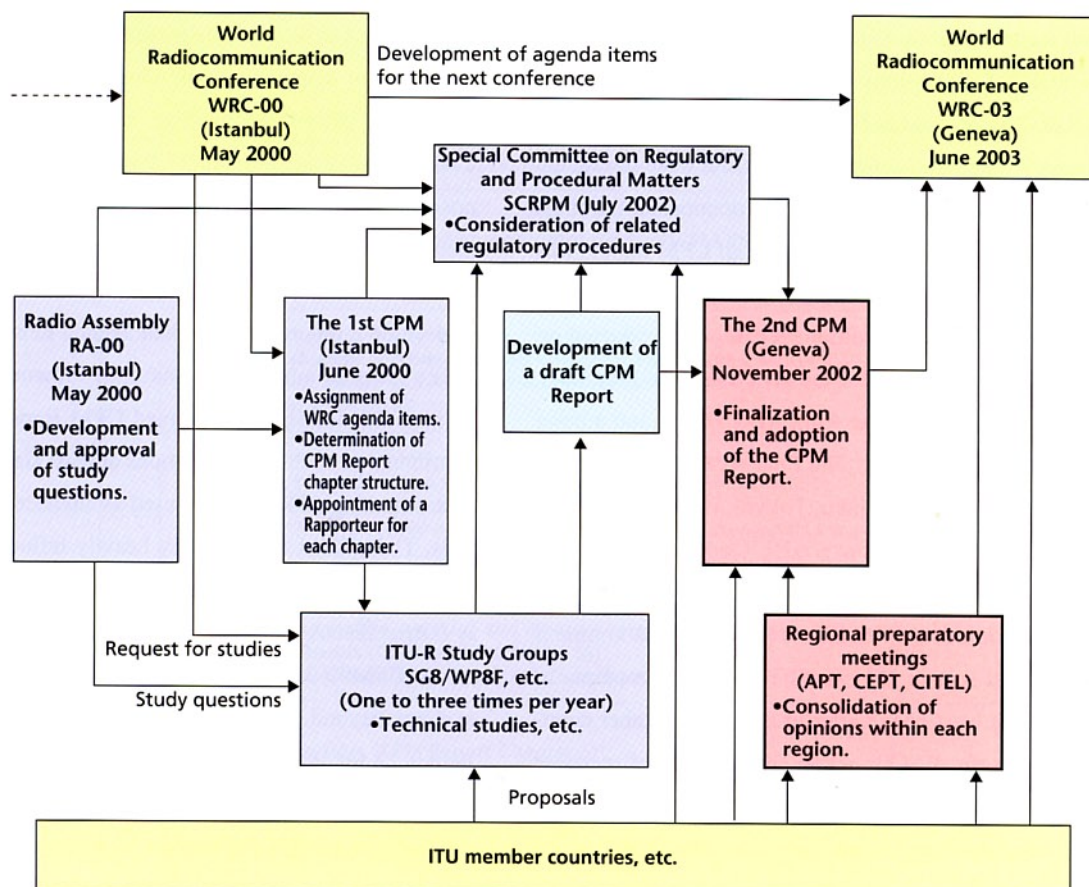 World
Radiocommunication
Conference
WRC-00
(Istanbul)
May 2000
Development of agenda items
for the next conference
World
Radiocommunication
Conference
WRC-03
(Geneva)
June 2003
Special Committee on Regulatory
and Procedural Matters
SCRPM (July 2002)
•Consideration of related
regulatory procedures
Radio Assembly
RA-00
(Istanbul)
May 2000
•Development
and approval
of study
questions.
The 1st CPM
(Istanbul)
June 2000
•Assignment of
WRC agenda items.
•Determination of
CPM Report
chapter structure.
•Appointment of a
Rapporteur for
each chapter.
Development of
a draft CPM
Report
The 2nd CPM
(Geneva)
November 2002
•Finalization
and adoption
of the CPM
Report.
Request for studies
Study questions
ITU-R Study Groups
SG8/WP8F, etc.
(One to three times per year)
•Technical studies, etc.
Regional preparatory
meetings
(APT, CEPT, CITEL)
•Consolidation of
opinions within each
region.
Proposals
ITU member countries, etc.